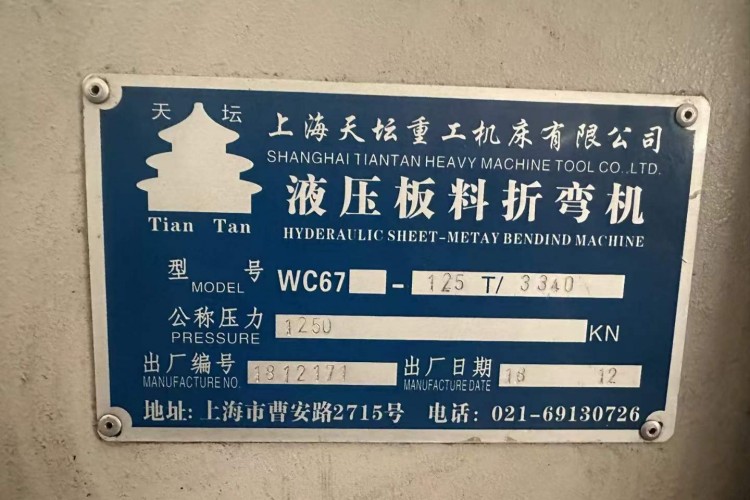 天 坛
Tian Tan
上海天坛重工机床有限公司
SHANGHAI TIANTAN HEAVY MACHINE TOOL CO.,LTD.
液压板料折弯机
HYDERAULIC SHEET-METAY BENDIND MACHINE
型 号 WC67 - 125 T/ 3340
MODEL
公称压力 1250 KN
PRESSURE
出厂编号 1812171 出厂日期 18 12
MANUFACTURE NO. MANUFACTURE DATE
地址: 上海市曹安路2715号 电话: 021-69130726